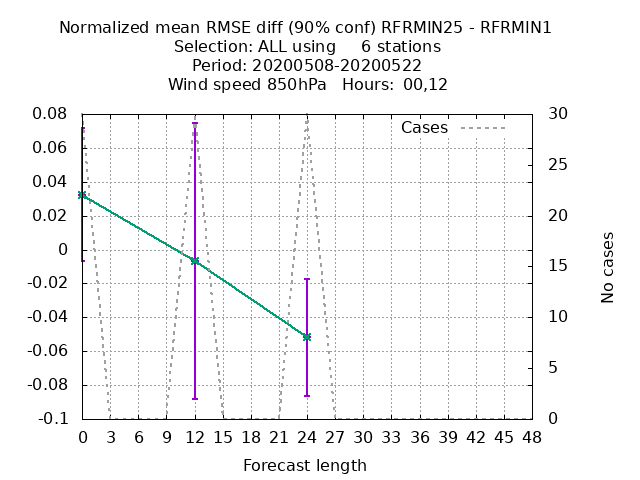 Normalized mean RMSE diff (90% conf) RFRMIN25 - RFRMIN1
Selection: ALL using 6 stations
Period: 20200508-20200522
Wind speed 850hPa Hours: 00,12
Cases
0.08
0.06
0.04
0.02
0
-0.02
-0.04
-0.06
-0.08
-0.1
30
25
20
15
10
5
0
No cases
0 3 6 9 12 15 18 21 24 27 30 33 36 39 42 45 48
Forecast length